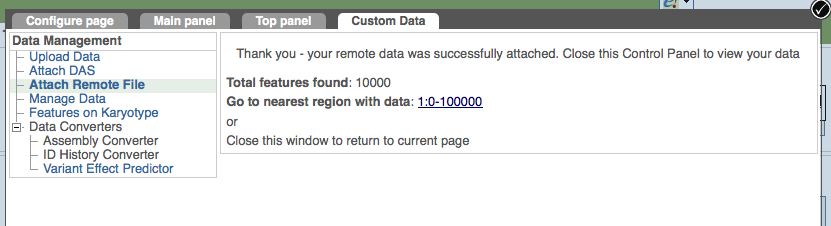 Configure page Main panel Top panel Custom Data
Data Management
Upload Data
Attach DAS
Attach Remote File
Manage Data
Features on Karyotype
Data Converters
Assembly Converter
ID History Converter
Variant Effect Predictor
Thank you - your remote data was successfully attached. Close this Control Panel to view your data
Total features found: 10000
Go to nearest region with data: 1:0-100000
or
Close this window to return to current page